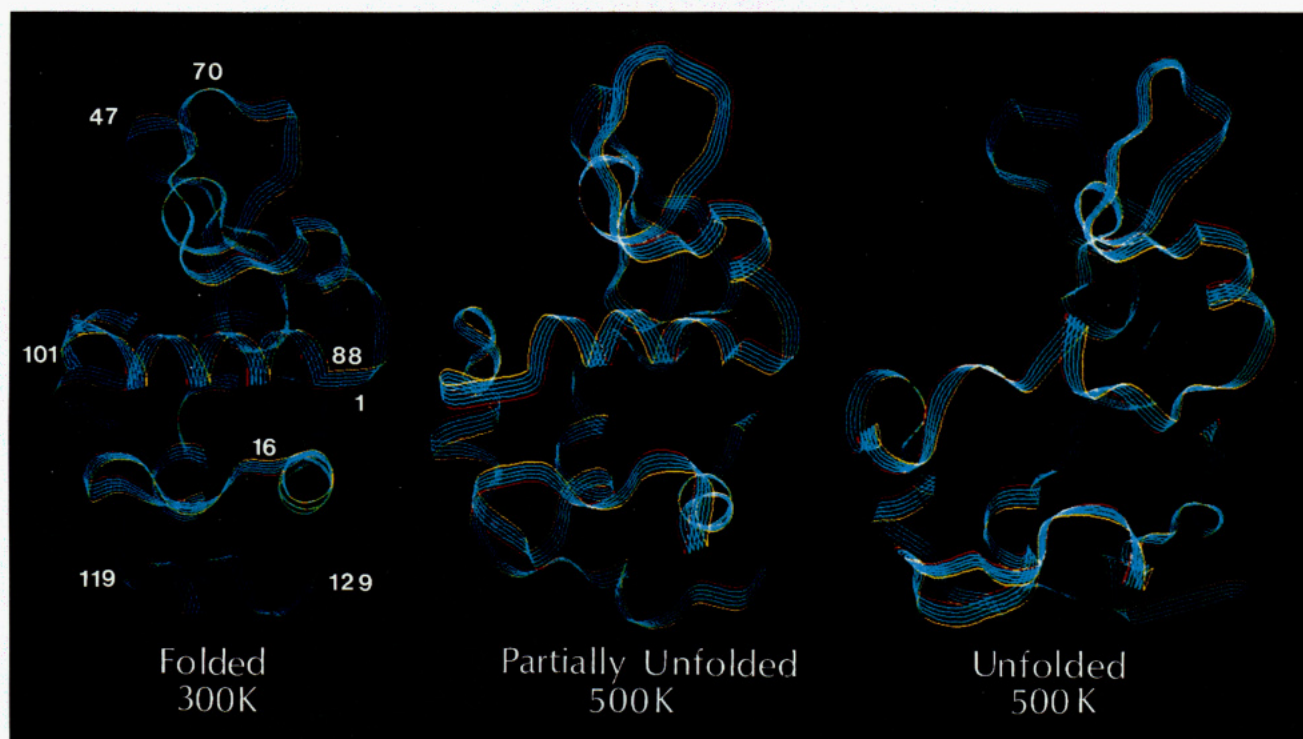 70
47
101
88
1
16
119
129
Folded
300K
Partially Unfolded
500K
Unfolded
500K